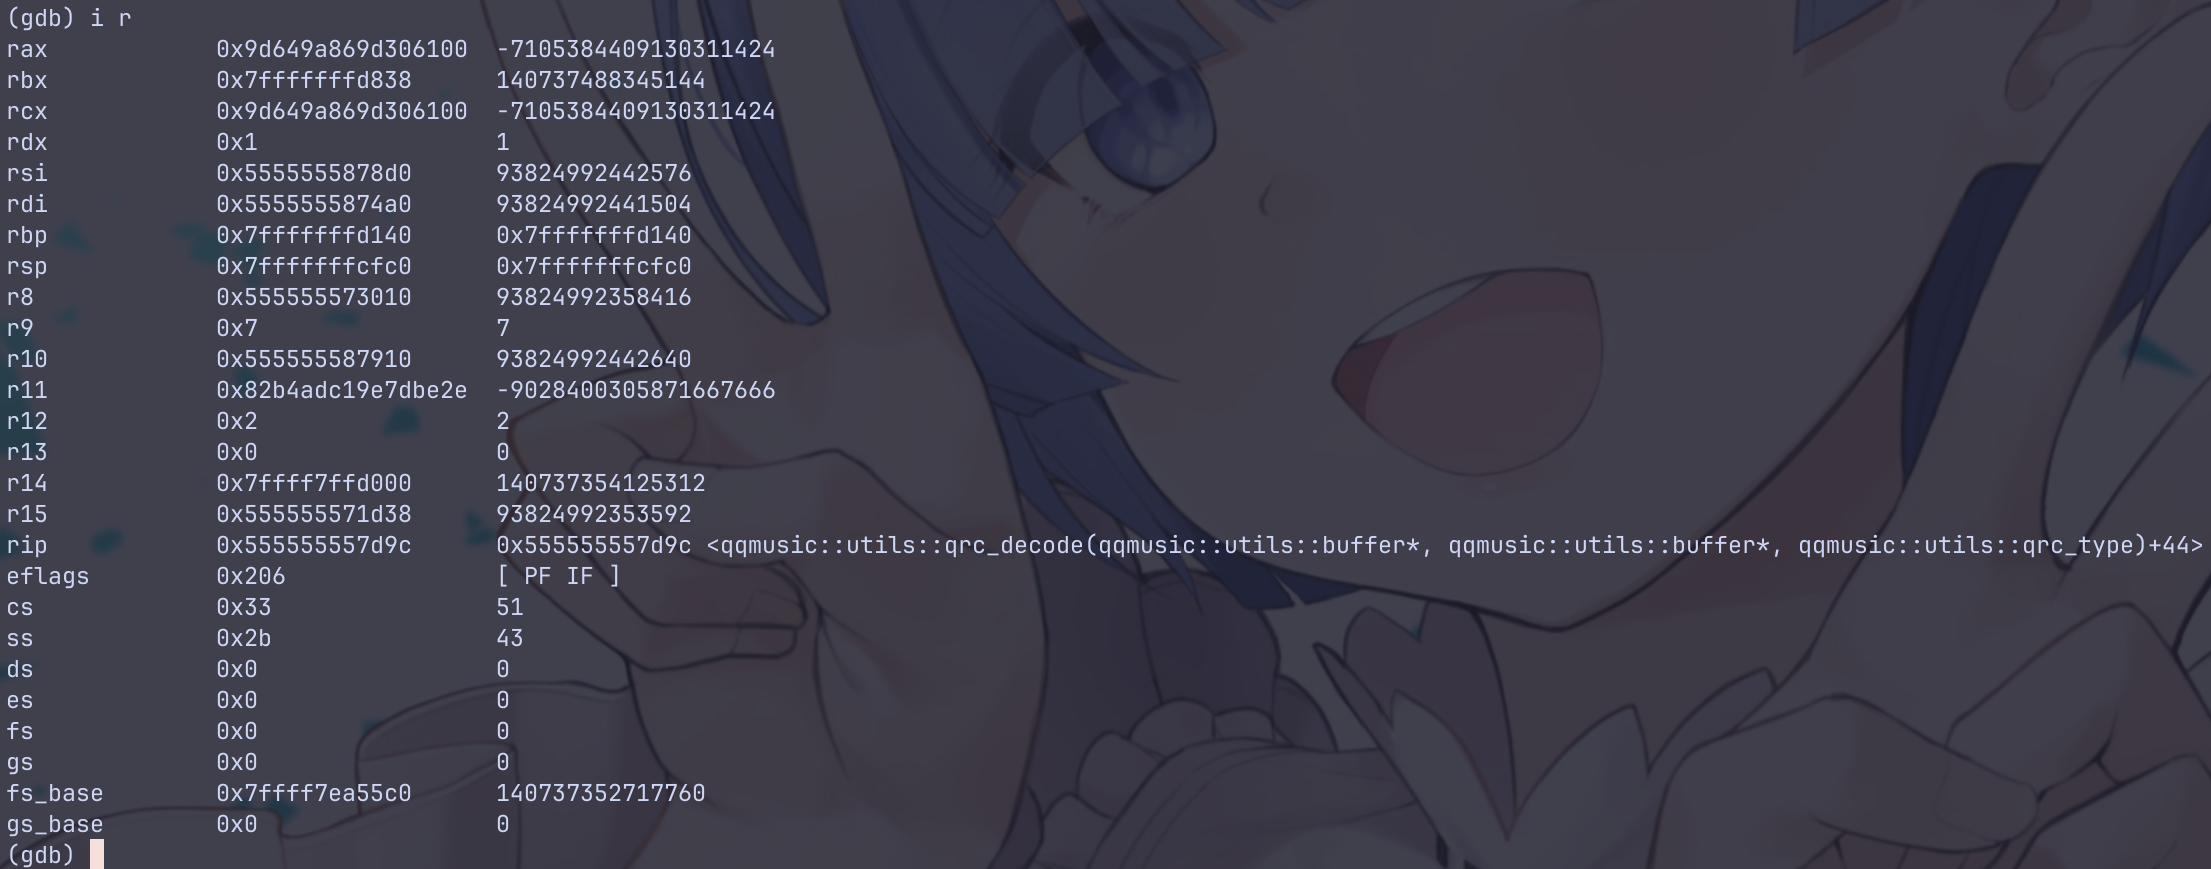 (gdb) i r
rax            0x9d649a869d306100  -7105384409130311424
rbx            0x7fffffffd838      140737488345144
rcx            0x9d649a869d306100  -7105384409130311424
rdx            0x1                 1
rsi            0x5555555878d0      93824992442576
rdi            0x5555555874a0      93824992441504
rbp            0x7fffffffd140      0x7fffffffd140
rsp            0x7fffffffcfc0      0x7fffffffcfc0
r8             0x555555573010      93824992358416
r9             0x7                 7
r10            0x555555587910      93824992442640
r11            0x82b4adc19e7dbe2e  -9028400305871667666
r12            0x2                 2
r13            0x0                 0
r14            0x7ffff7ffd000      140737354125312
r15            0x555555571d38      93824992353592
rip            0x555555557d9c      0x555555557d9c <qqmusic::utils::qrc_decode(qqmusic::utils::buffer*, qqmusic::utils::buffer*, qqmusic::utils::qrc_type)+44>
eflags         0x206               [ PF IF ]
cs             0x33                51
ss             0x2b                43
ds             0x0                 0
es             0x0                 0
fs             0x0                 0
gs             0x0                 0
fs_base        0x7ffff7ea55c0      140737352717760
gs_base        0x0                 0
(gdb)